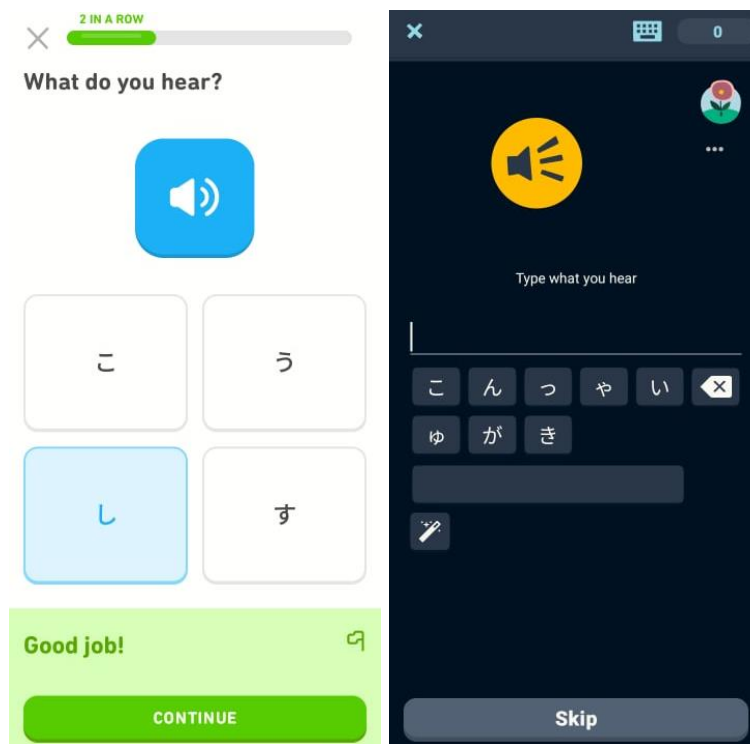 2 IN A ROW
What do you hear?
こ う
し す
Good job!
CONTINUE
0
Type what you hear
こ ん っ ゃ い
ゅ が き
Skip